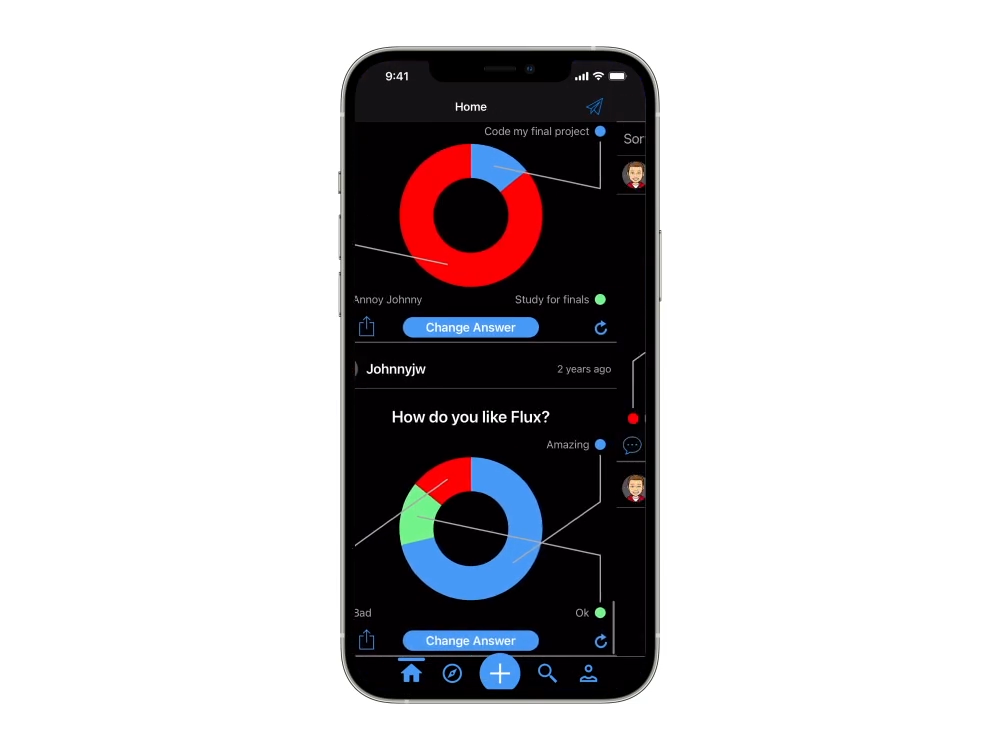 9:41
Home
Code my final project
Sor
Annoy Johnny
Study for finals
Change Answer
Johnnyjw
2 years ago
How do you like Flux?
Amazing
Bad
Ok
Change Answer